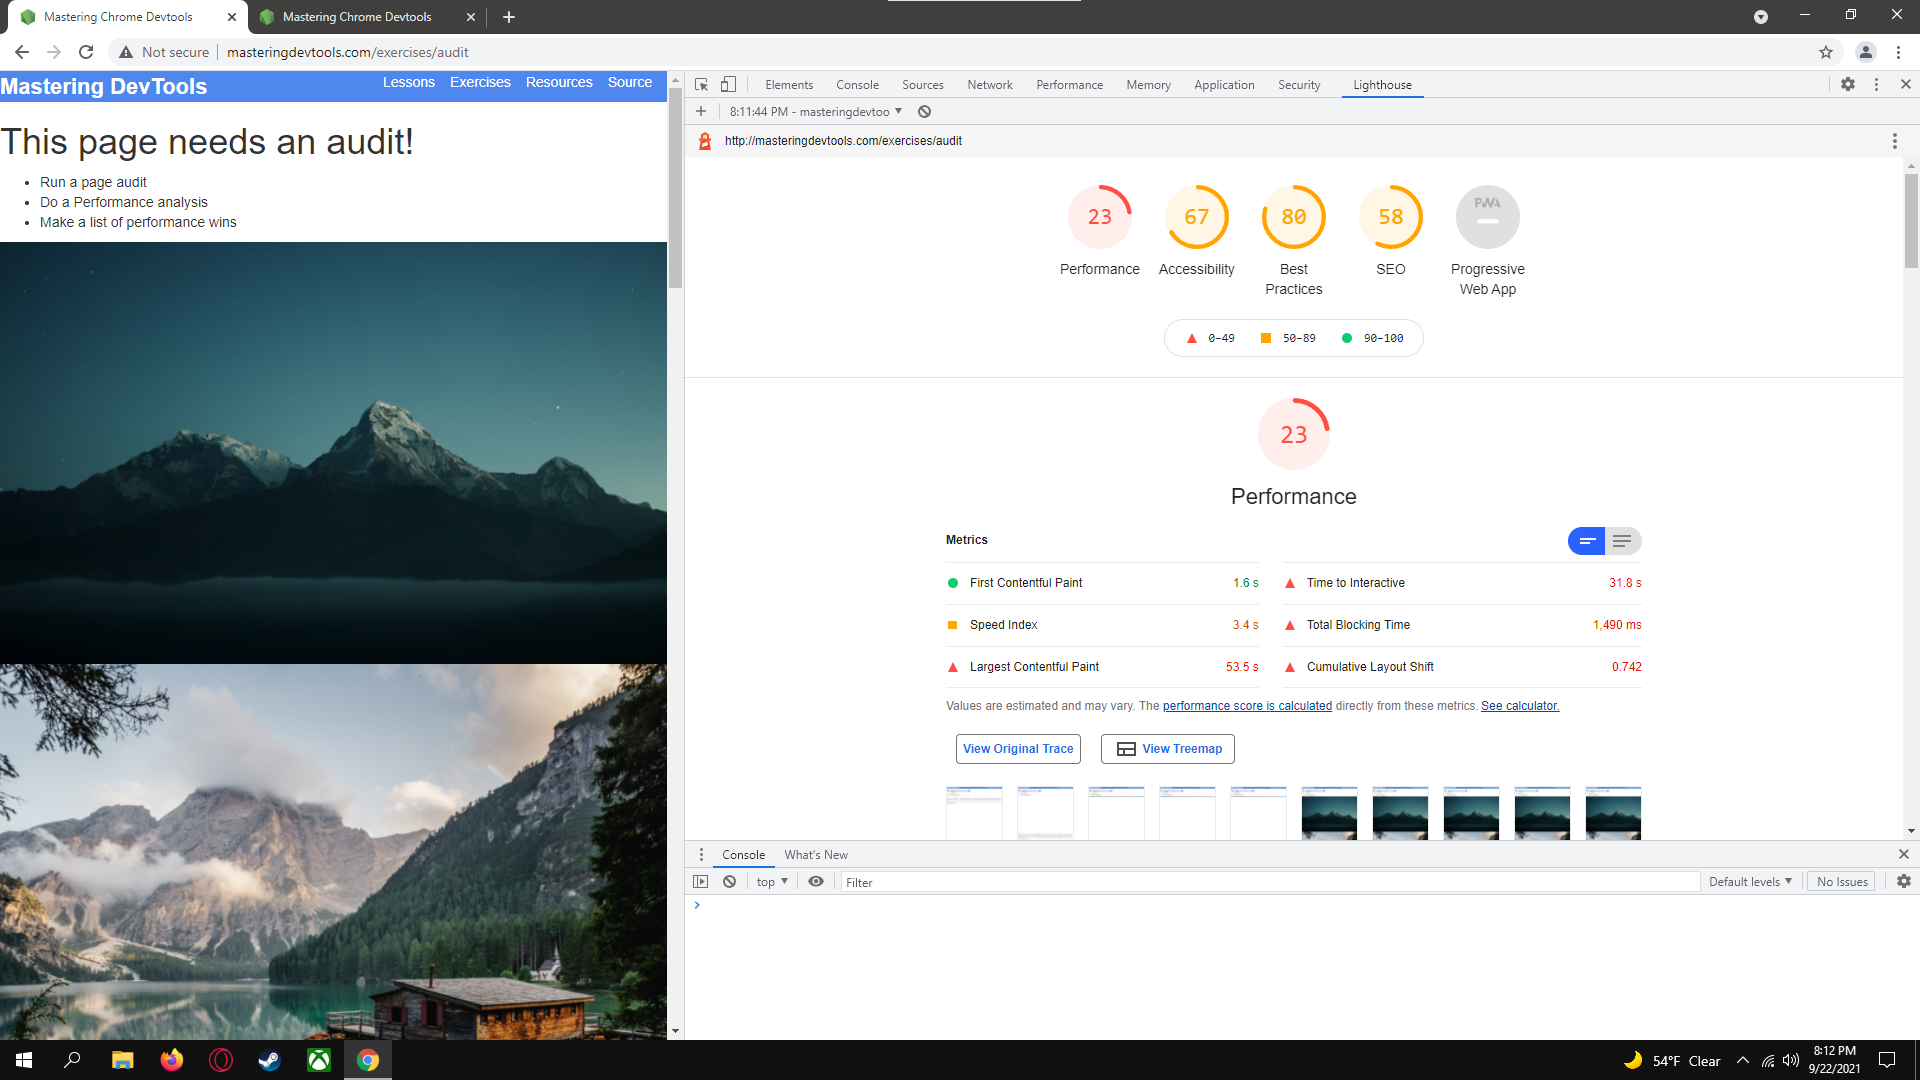 Mastering Chrome Devtools
Mastering Chrome Devtools
Not secure
masteringdevtools.com/exercises/audit
Mastering DevTools
Lessons Exercises Resources Source
This page needs an audit!
Run a page audit
Do a Performance analysis
Make a list of performance wins
Elements Console Sources Network Performance Memory Application Security Lighthouse
8:11:44 PM - masteringdevtoo
http://masteringdevtools.com/exercises/audit
23 67 80 58 PWA
Performance Accessibility Best Practices SEO Progressive Web App
0–49 50–89 90–100
23
Performance
Metrics
First Contentful Paint 1.6 s
Time to Interactive 31.8 s
Speed Index 3.4 s
Total Blocking Time 1,490 ms
Largest Contentful Paint 53.5 s
Cumulative Layout Shift 0.742
Values are estimated and may vary. The performance score is calculated directly from these metrics. See calculator.
View Original Trace View Treemap
Console What's New
top Filter Default levels No Issues
54°F Clear
8:12 PM
9/22/2021